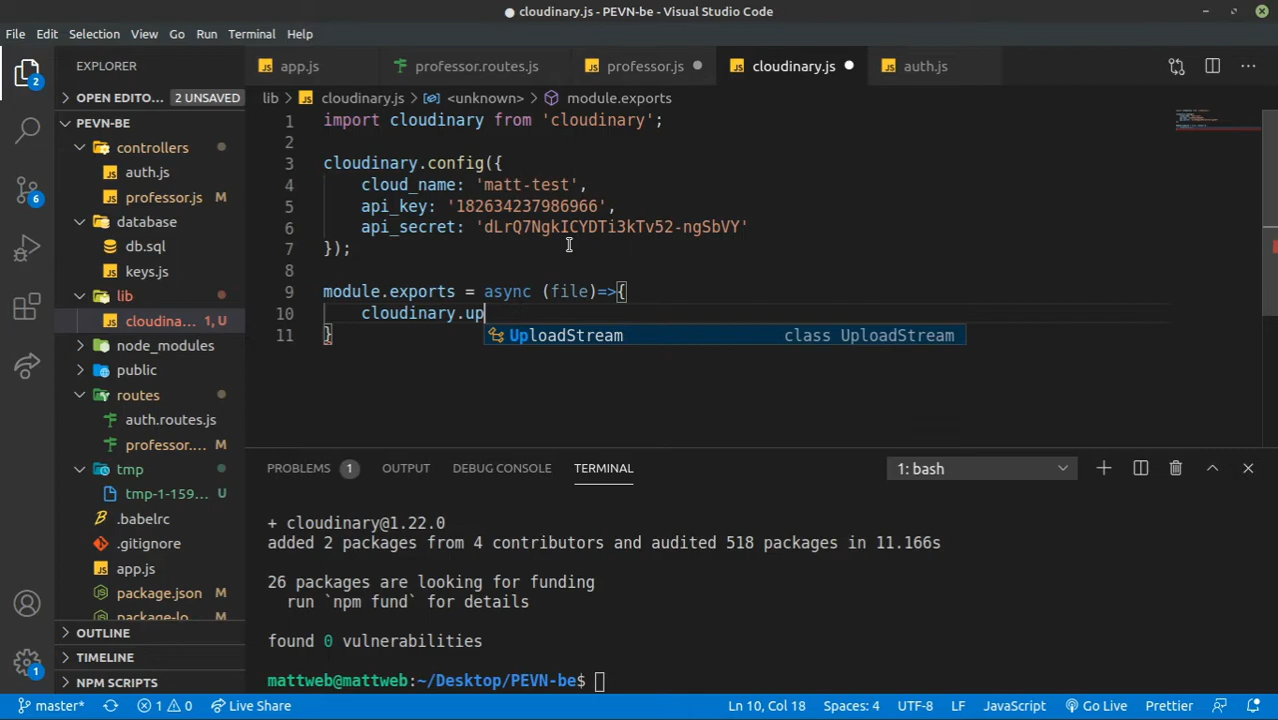 cloudinary.js - PEVN-be - Visual Studio Code
File Edit Selection View Go Run Terminal Help
EXPLORER
app.js professor.routes.js professor.js cloudinary.js auth.js
OPEN EDITO... 2 UNSAVED
lib > cloudinary.js > <unknown> > module.exports
PEVN-BE
controllers
auth.js
professor.js M
database
db.sql
keys.js
lib
cloudina... 1, U
node_modules
public
routes
auth.routes.js
professor.... M
tmp
tmp-1-159... U
.babelrc
.gitignore
app.js
package.json M
package-lo M
OUTLINE
TIMELINE
NPM SCRIPTS
2
6
1
1 import cloudinary from 'cloudinary';
2
3 cloudinary.config({
4 cloud_name: 'matt-test',
5 api_key: '182634237986966',
6 api_secret: 'dLrQ7NgkICYDTi3kTv52-ngSbVY'
7 });
8
9 module.exports = async (file)=>{
10 cloudinary.up
11 }
UploadStream class UploadStream
PROBLEMS 1 OUTPUT DEBUG CONSOLE TERMINAL 1: bash
+ cloudinary@1.22.0
added 2 packages from 4 contributors and audited 518 packages in 11.166s
26 packages are looking for funding
run `npm fund` for details
found 0 vulnerabilities
mattweb@mattweb:~/Desktop/PEVN-be$
master* 1 0 Live Share Ln 10, Col 18 Spaces: 4 UTF-8 LF JavaScript Go Live Prettier